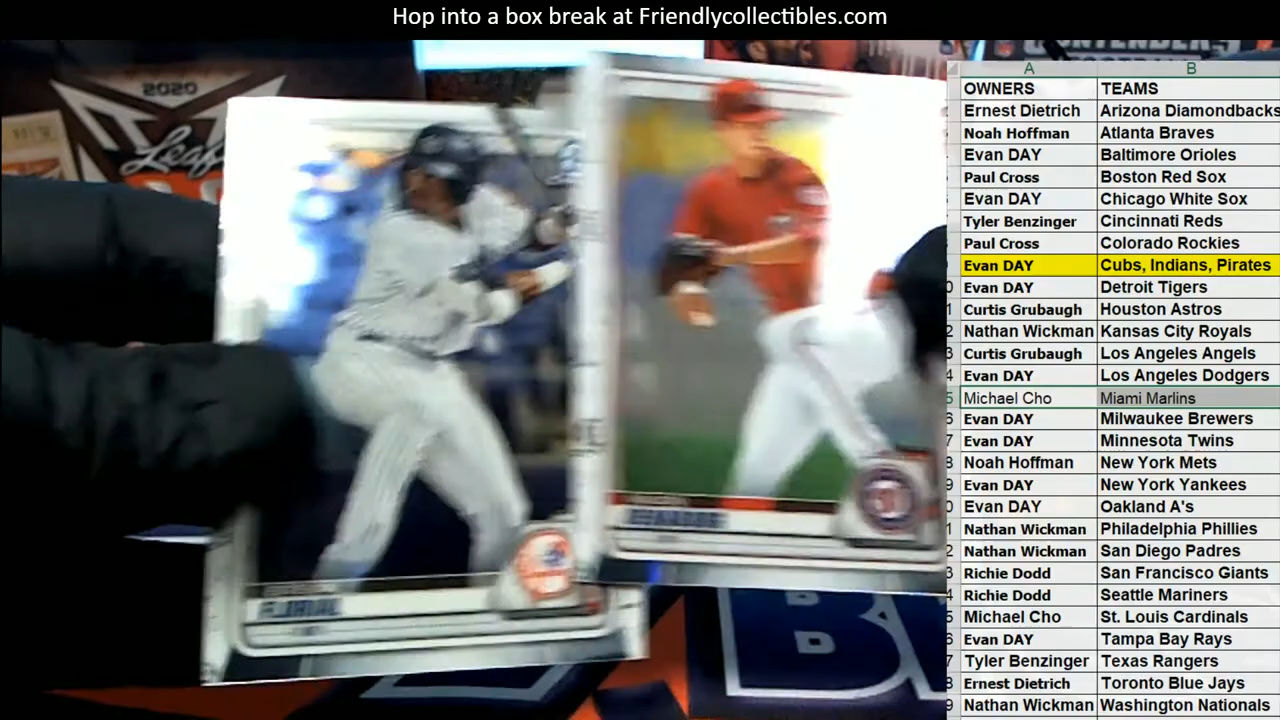 Hop into a box break at Friendlycollectibles.com
2020
Leaf
A B
OWNERS TEAMS
Ernest Dietrich Arizona Diamondbacks
Noah Hoffman Atlanta Braves
Evan DAY Baltimore Orioles
Paul Cross Boston Red Sox
Evan DAY Chicago White Sox
Tyler Benzinger Cincinnati Reds
Paul Cross Colorado Rockies
Evan DAY Cubs, Indians, Pirates
Evan DAY Detroit Tigers
Curtis Grubaugh Houston Astros
Nathan Wickman Kansas City Royals
Curtis Grubaugh Los Angeles Angels
Evan DAY Los Angeles Dodgers
Michael Cho Miami Marlins
Evan DAY Milwaukee Brewers
Evan DAY Minnesota Twins
Noah Hoffman New York Mets
Evan DAY New York Yankees
Evan DAY Oakland A's
Nathan Wickman Philadelphia Phillies
Nathan Wickman San Diego Padres
Richie Dodd San Francisco Giants
Richie Dodd Seattle Mariners
Michael Cho St. Louis Cardinals
Evan DAY Tampa Bay Rays
Tyler Benzinger Texas Rangers
Ernest Dietrich Toronto Blue Jays
Nathan Wickman Washington Nationals